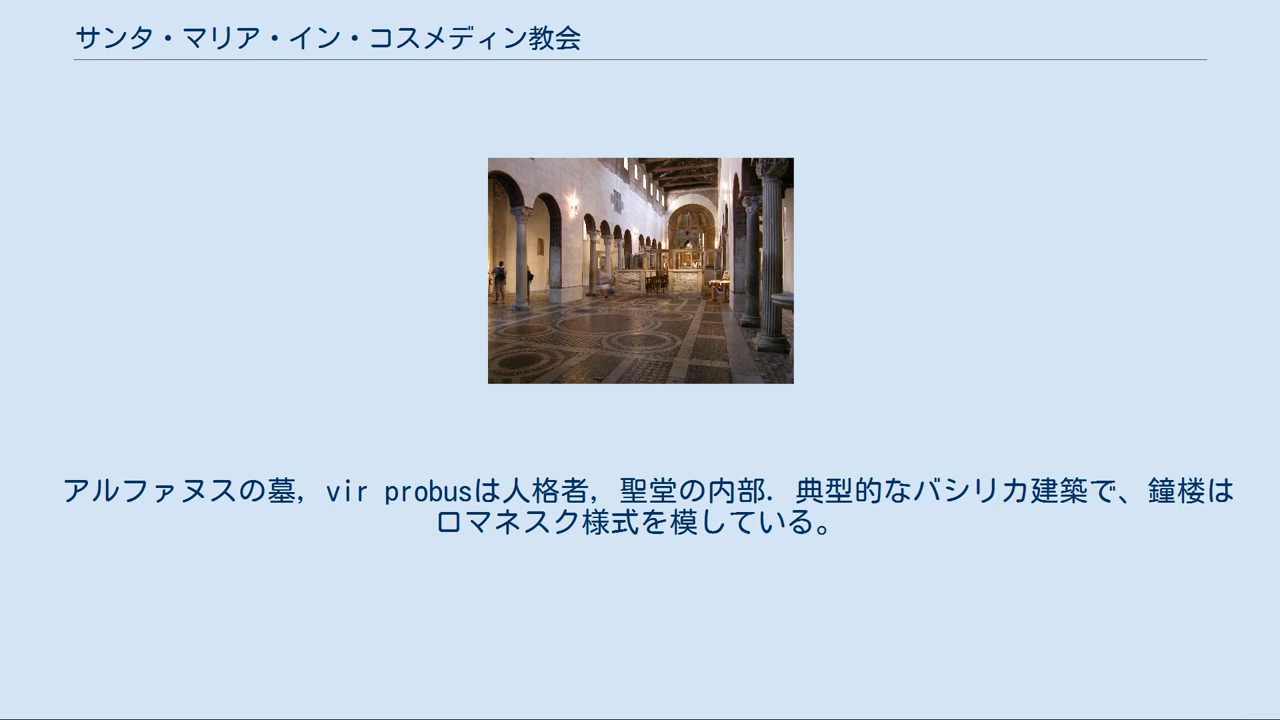 サンタ・マリア・イン・コスメディン教会
アルファヌスの墓，vir probusは人格者，聖堂の内部．典型的なバシリカ建築で、鐘楼は
ロマネスク様式を模している。